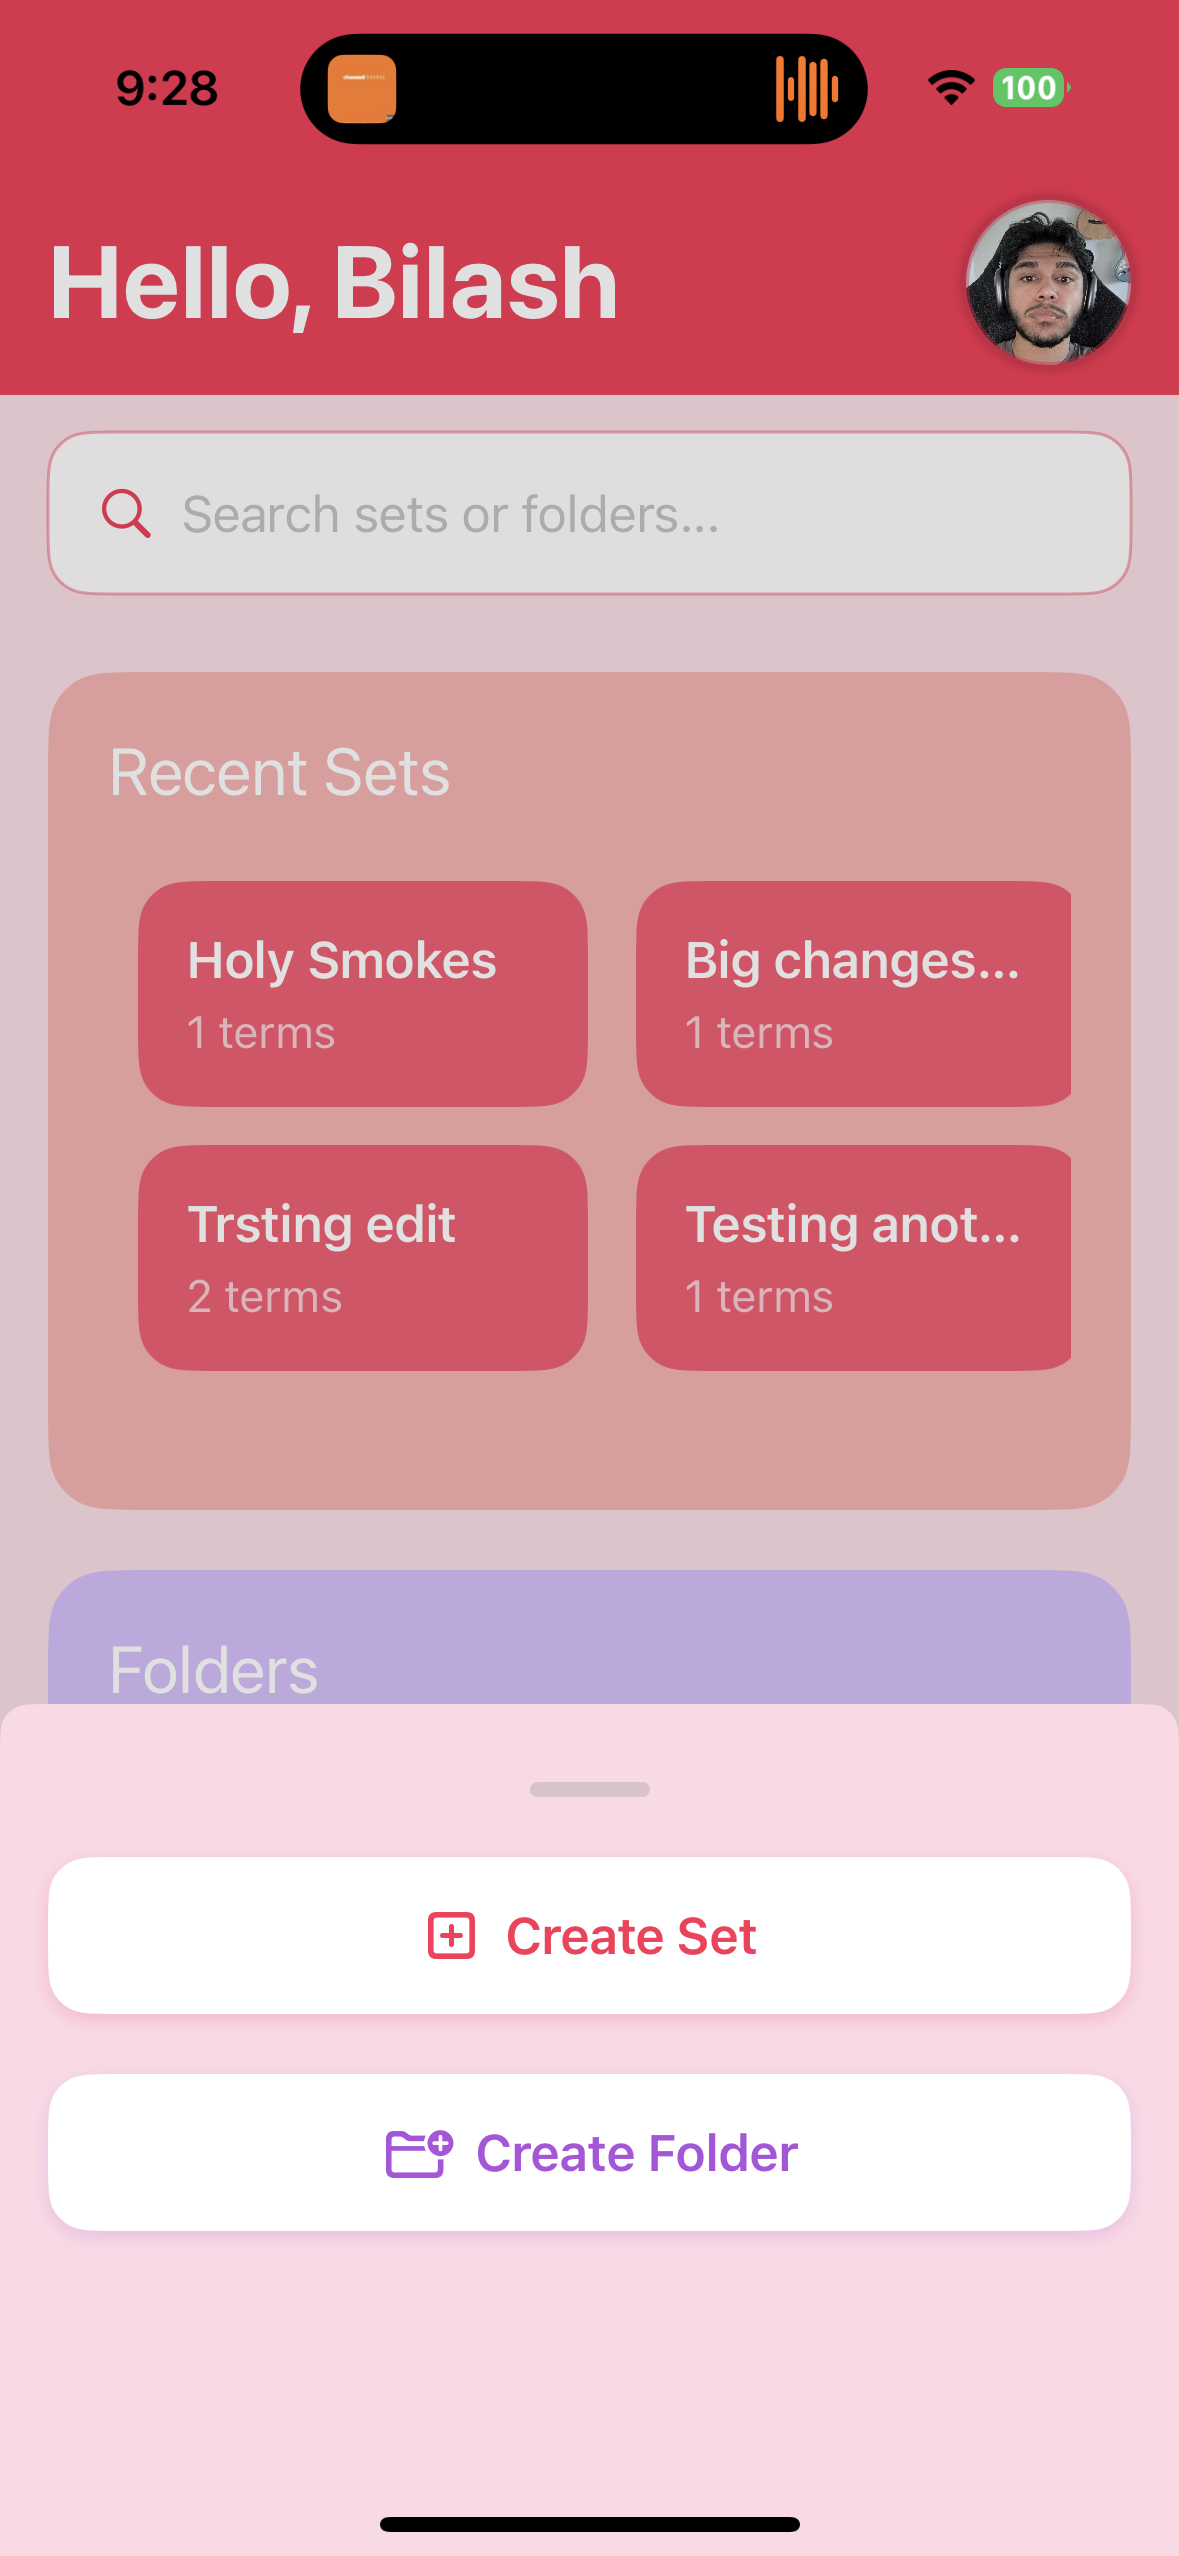 9:28
100
Hello, Bilash
Search sets or folders...
Recent Sets
Holy Smokes
1 terms
Big changes...
1 terms
Trsting edit
2 terms
Testing anot...
1 terms
Folders
Create Set
Create Folder